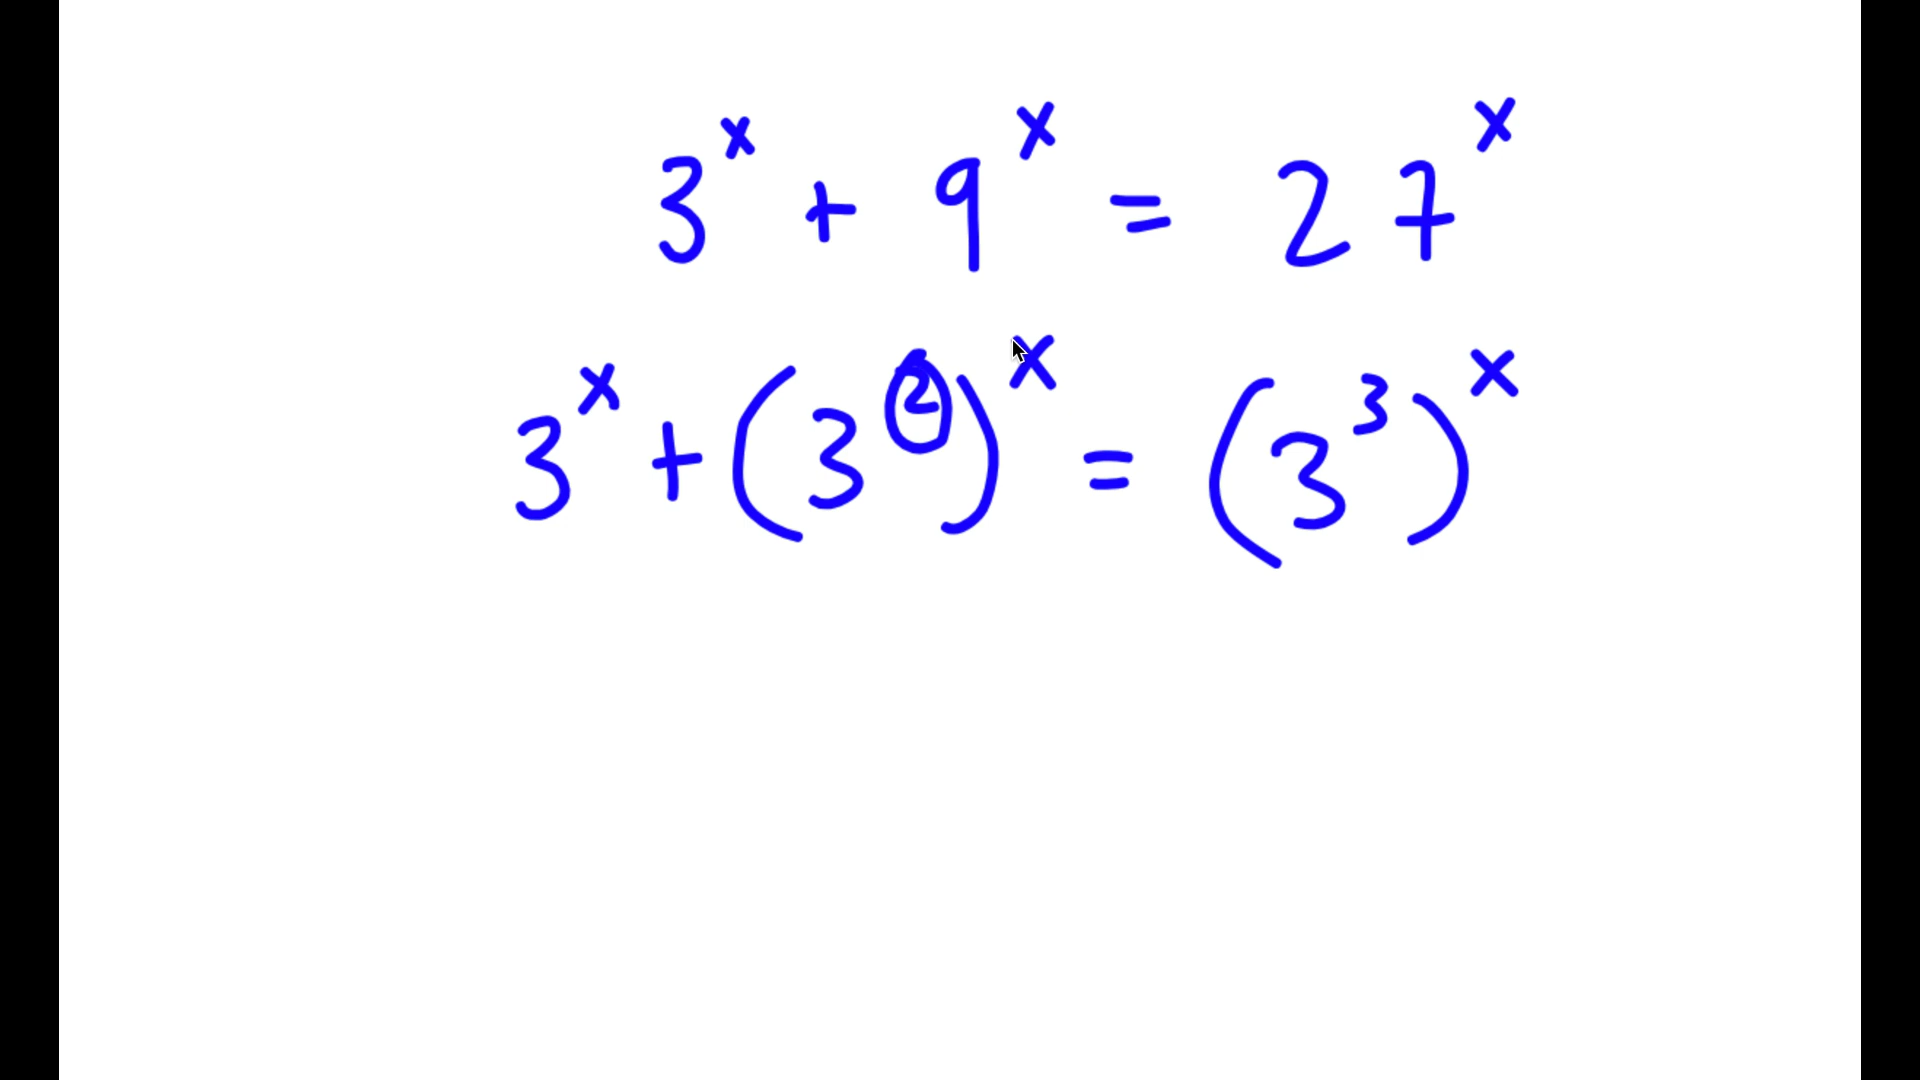 3^x + 9^x = 27^x
3^x + (3^2)^x = (3^3)^x